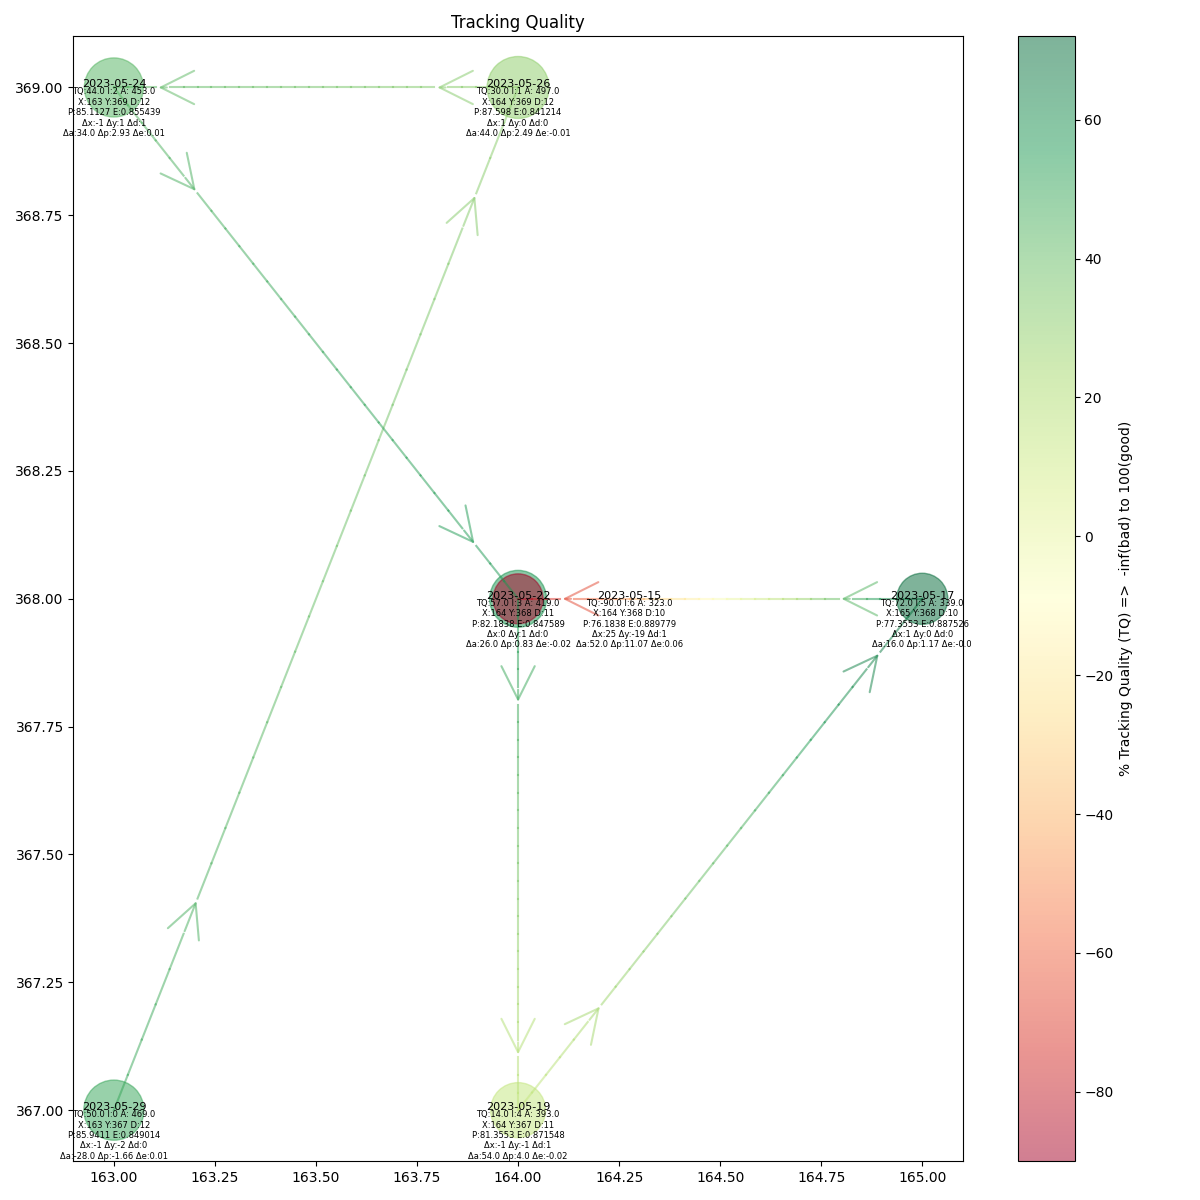 Tracking Quality
369.00
368.75
368.50
368.25
368.00
367.75
367.50
367.25
367.00
2023-05-24
TQ:44.0 I:2 A: 453.0
X:163 Y:369 D:12
P:85.1127 E:0.855439
Δx:-1 Δy:1 Δd:1
Δa:34.0 Δp:2.93 Δe:0.01
2023-05-26
TQ:30.0 I:1 A: 497.0
X:164 Y:369 D:12
P:87.598 E:0.841214
Δx:1 Δy:0 Δd:0
Δa:44.0 Δp:2.49 Δe:-0.01
2023-05-22
TQ:57.0 I:3 A: 419.0
X:164 Y:368 D:11
P:82.1838 E:0.847589
Δx:0 Δy:1 Δd:0
Δa:26.0 Δp:0.83 Δe:-0.02
2023-05-15
TQ:-90.0 I:6 A: 323.0
X:164 Y:368 D:10
P:76.1838 E:0.889779
Δx:25 Δy:-19 Δd:1
Δa:52.0 Δp:11.07 Δe:0.06
2023-05-17
TQ:72.0 I:5 A: 339.0
X:165 Y:368 D:10
P:77.3553 E:0.887526
Δx:1 Δy:0 Δd:0
Δa:16.0 Δp:1.17 Δe:-0.0
2023-05-29
TQ:50.0 I:0 A: 469.0
X:163 Y:367 D:12
P:85.9411 E:0.849014
Δx:-1 Δy:-2 Δd:0
Δa:-28.0 Δp:-1.66 Δe:0.01
2023-05-19
TQ:14.0 I:4 A: 393.0
X:164 Y:367 D:11
P:81.3553 E:0.871548
Δx:-1 Δy:-1 Δd:1
Δa:54.0 Δp:4.0 Δe:-0.02
163.00
163.25
163.50
163.75
164.00
164.25
164.50
164.75
165.00
60
40
20
0
−20
−40
−60
−80
% Tracking Quality (TQ) => -inf(bad) to 100(good)